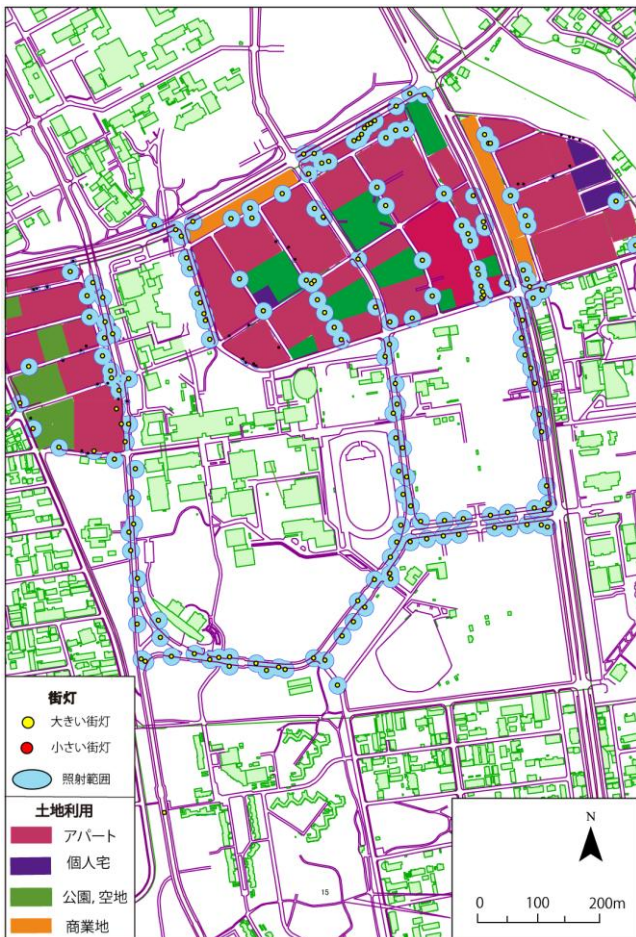 15
街灯
大きい街灯
小さい街灯
照射範囲
土地利用
アパート
個人宅
公園,空地
商業地
N
0 100 200m